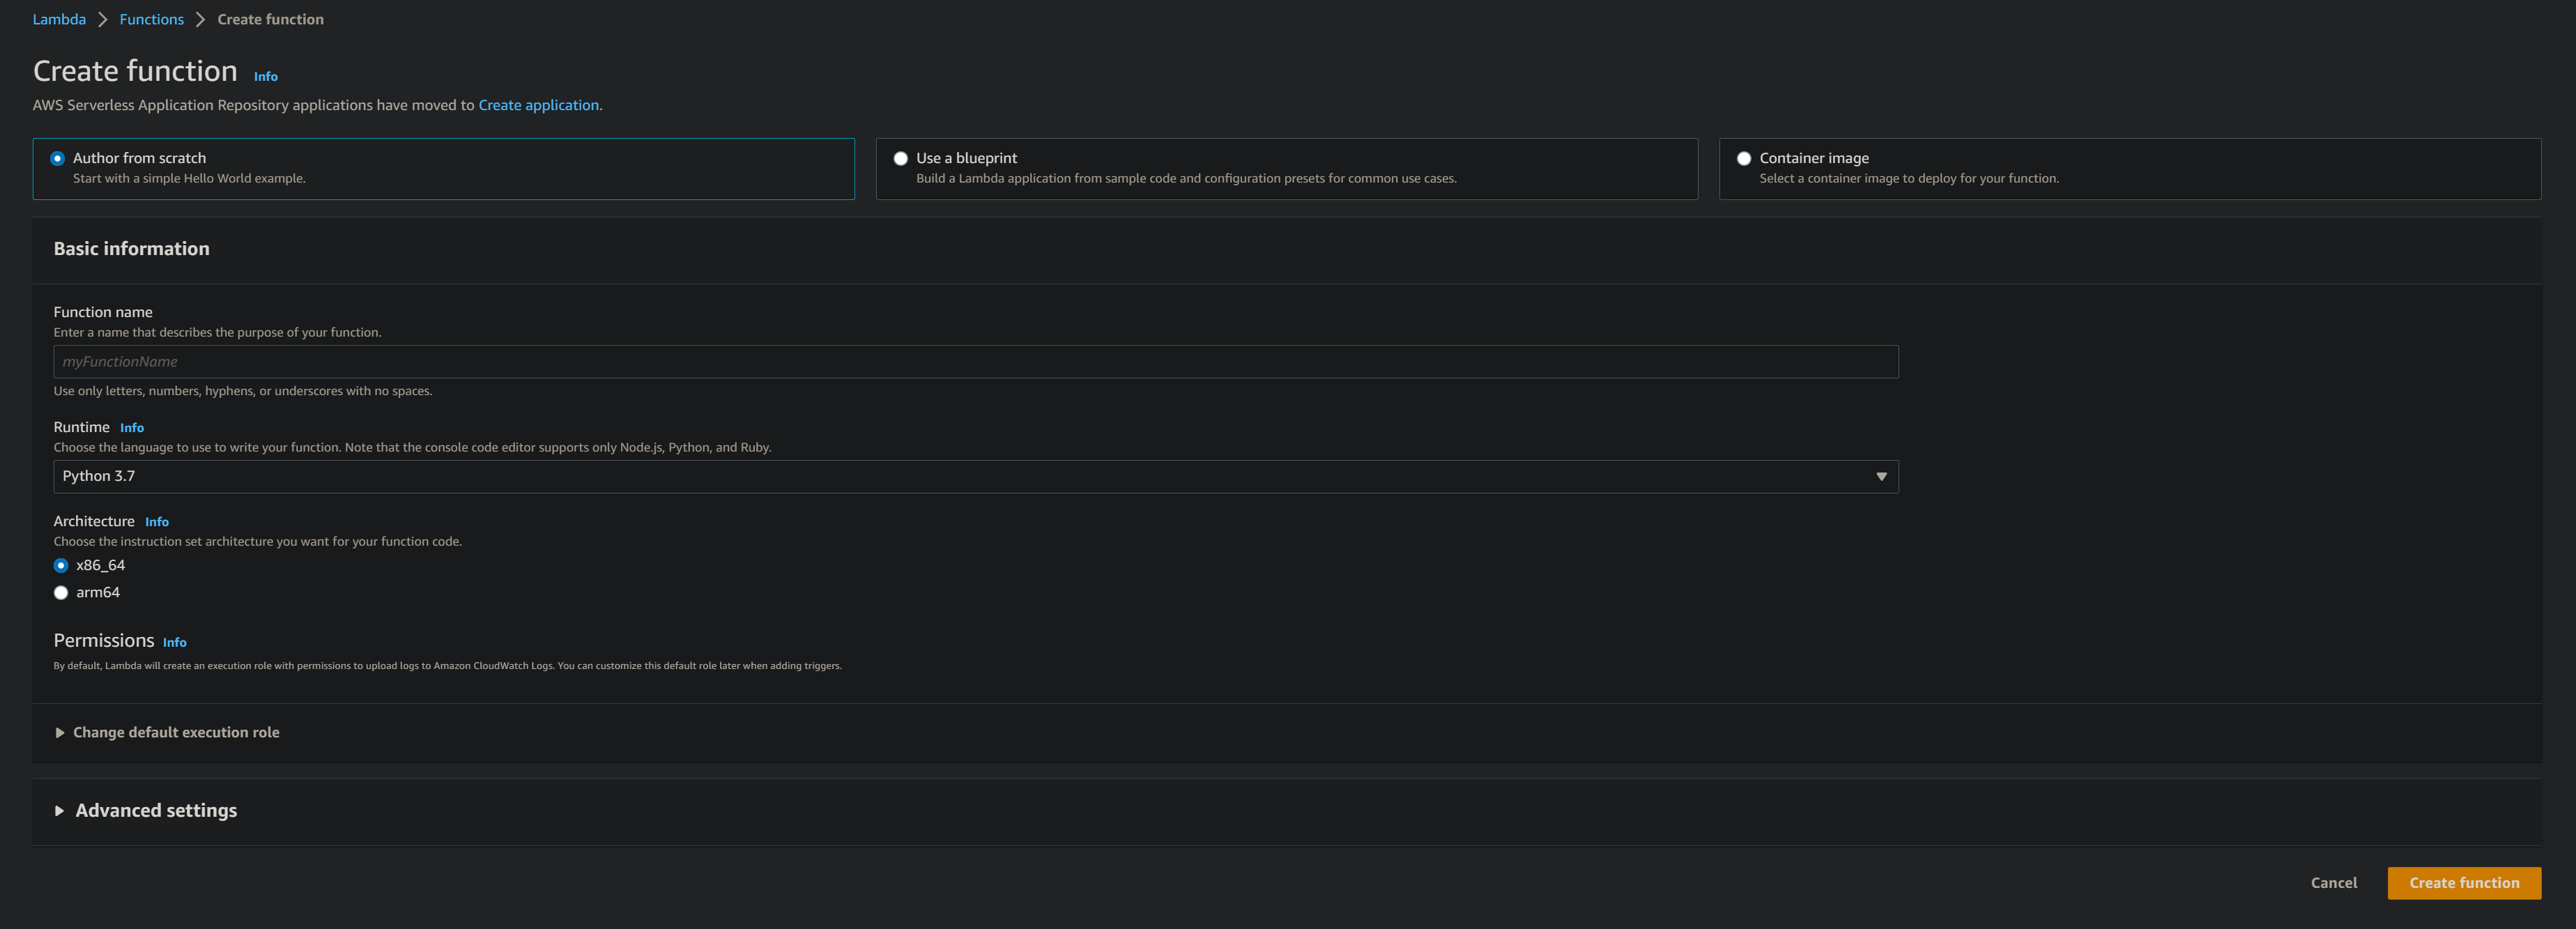 Lambda > Functions > Create function
Create function Info
AWS Serverless Application Repository applications have moved to Create application.
Author from scratch
Start with a simple Hello World example.
Use a blueprint
Build a Lambda application from sample code and configuration presets for common use cases.
Container image
Select a container image to deploy for your function.
Basic information
Function name
Enter a name that describes the purpose of your function.
myFunctionName
Use only letters, numbers, hyphens, or underscores with no spaces.
Runtime Info
Choose the language to use to write your function. Note that the console code editor supports only Node.js, Python, and Ruby.
Python 3.7
Architecture Info
Choose the instruction set architecture you want for your function code.
x86_64
arm64
Permissions Info
By default, Lambda will create an execution role with permissions to upload logs to Amazon CloudWatch Logs. You can customize this default role later when adding triggers.
Change default execution role
Advanced settings
Cancel
Create function